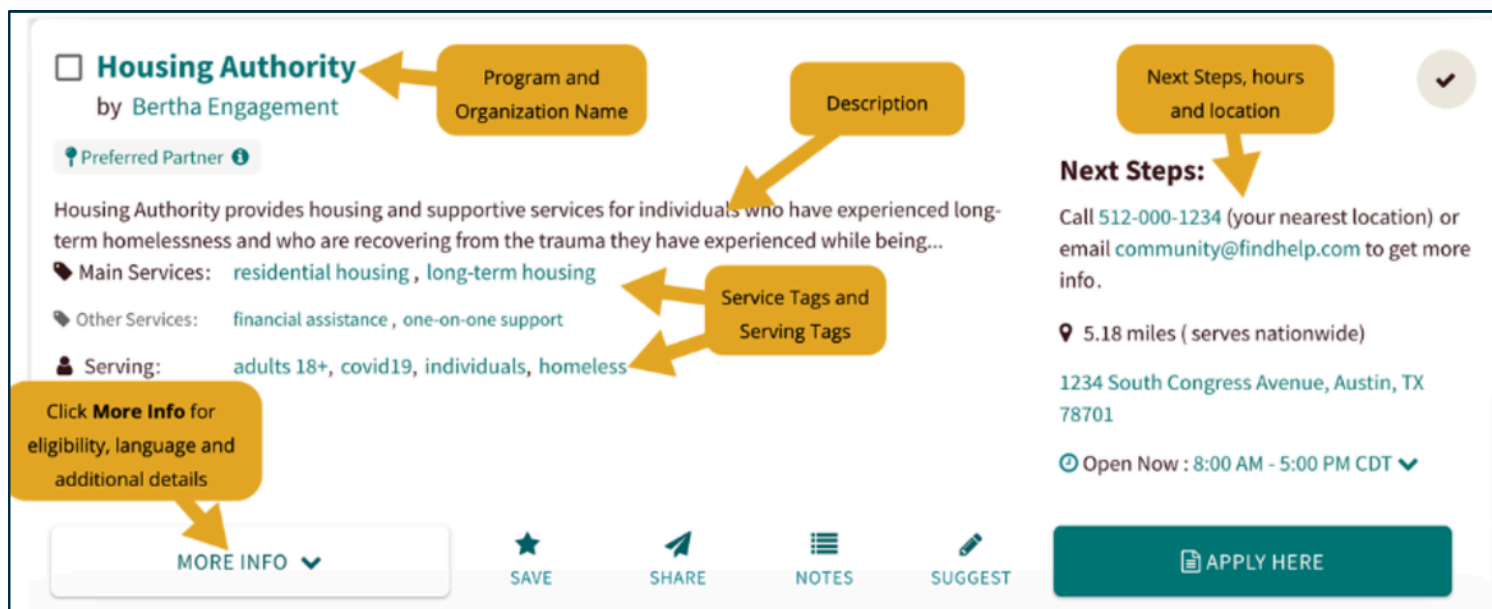 Housing Authority
by Bertha Engagement
Program and
Organization Name
Description
Next Steps, hours
and location
Preferred Partner
Next Steps:
Housing Authority provides housing and supportive services for individuals who have experienced long-
term homelessness and who are recovering from the trauma they have experienced while being...
Call 512-000-1234 (your nearest location) or
email community@findhelp.com to get more
info.
Main Services: residential housing , long-term housing
Other Services: financial assistance , one-on-one support
Serving: adults 18+, covid19, individuals, homeless
Service Tags and
Serving Tags
5.18 miles ( serves nationwide)
1234 South Congress Avenue, Austin, TX
78701
Open Now : 8:00 AM - 5:00 PM CDT
Click More Info for
eligibility, language and
additional details
MORE INFO
SAVE
SHARE
NOTES
SUGGEST
APPLY HERE